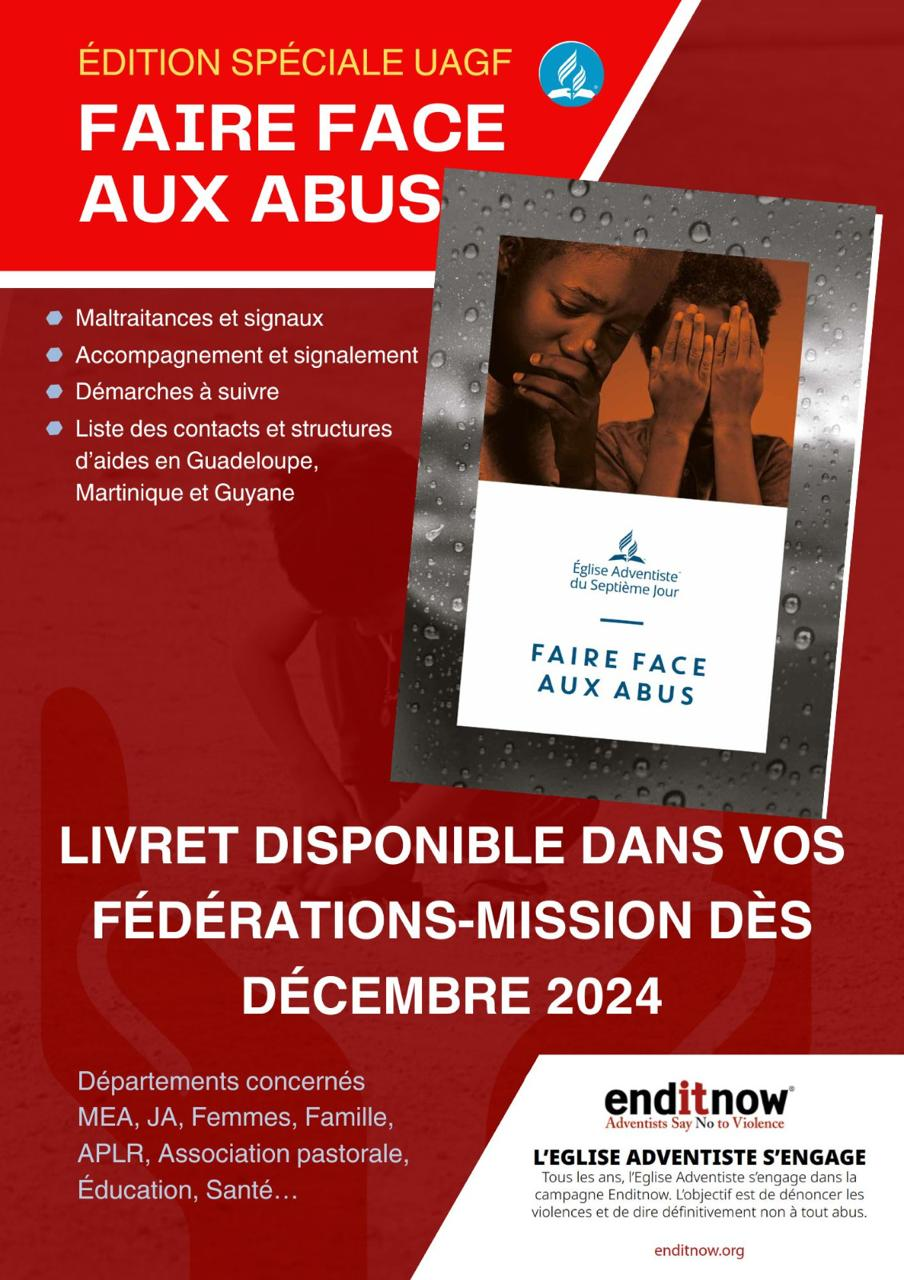 ÉDITION SPÉCIALE UAGF
FAIRE FACE
AUX ABUS
Maltraitances et signaux
Accompagnement et signalement
Démarches à suivre
Liste des contacts et structures
d'aides en Guadeloupe,
Martinique et Guyane
Église Adventiste
du Septième Jour
FAIRE FACE
AUX ABUS
LIVRET DISPONIBLE DANS VOS
FÉDÉRATIONS-MISSION DÈS
DÉCEMBRE 2024
Départements concernés
MEA, JA, Femmes, Famille,
APLR, Association pastorale,
Éducation, Santé…
enditnow®
Adventists Say No to Violence
L'EGLISE ADVENTISTE S'ENGAGE
Tous les ans, l'Eglise Adventiste s'engage dans la
campagne Enditnow. L'objectif est de dénoncer les
violences et de dire définitivement non à tout abus.
enditnow.org